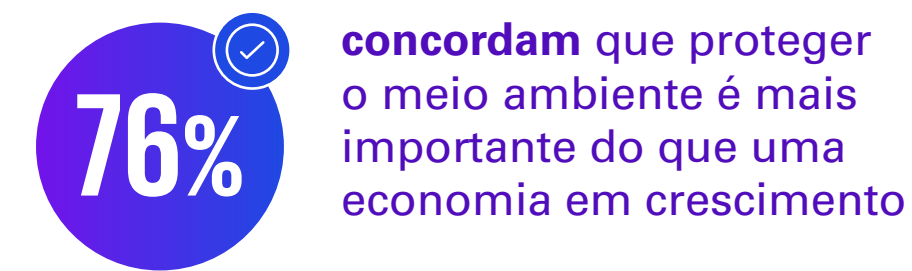 76%
concordam que proteger
o meio ambiente é mais
importante do que uma
economia em crescimento